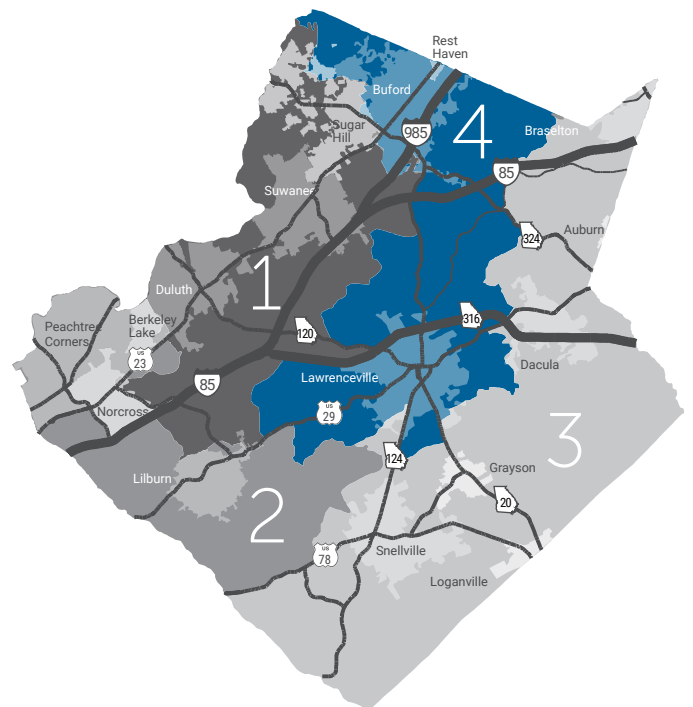 Rest
Haven
Buford
985
4
Sugar
Hill
Braselton
85
Suwanee
324
Auburn
1
Duluth
Peachtree
Corners
Berkeley
Lake
US
23
120
316
Dacula
85
Lawrenceville
US
29
Norcross
3
124
Grayson
Lilburn
2
20
US
78
Snellville
Loganville